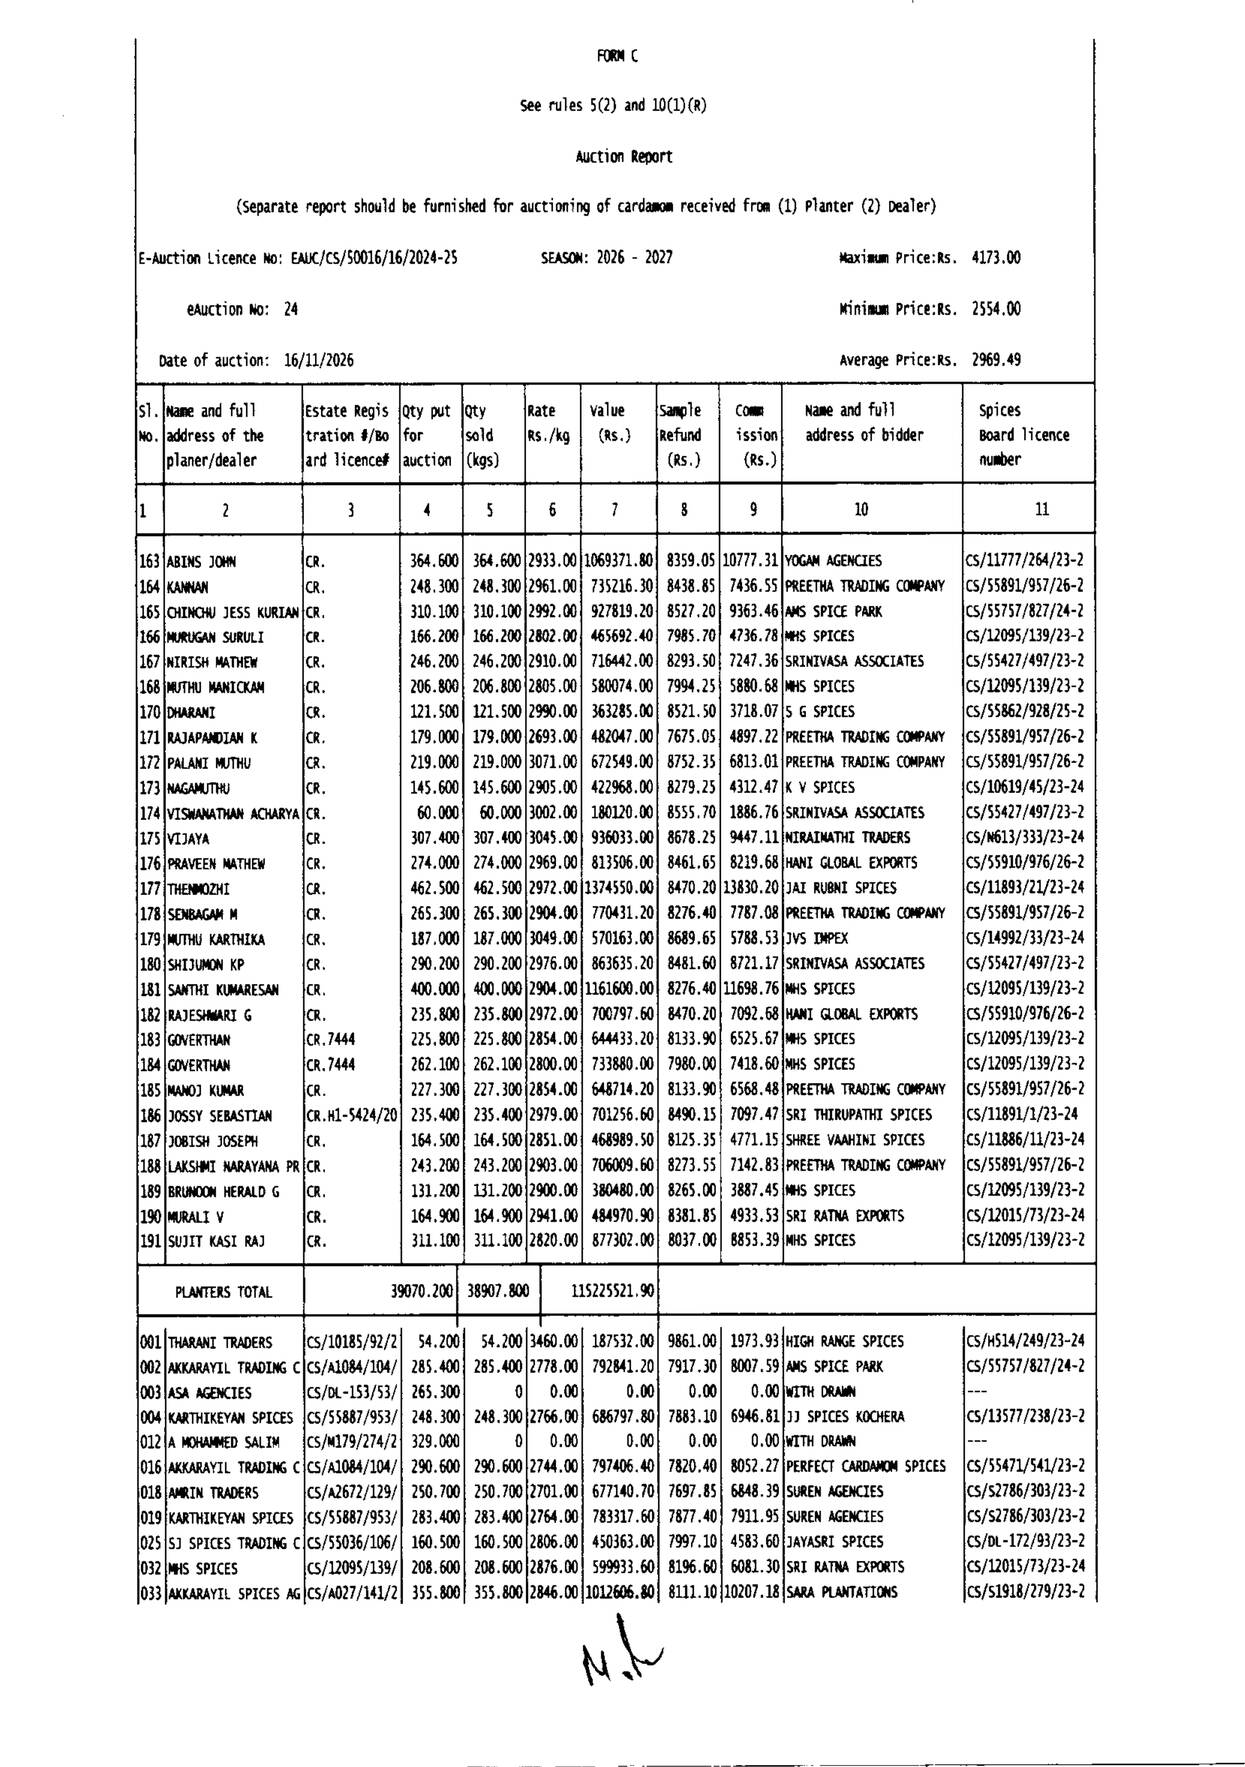 FORM C
See rules 5(2) and 10(1)(R)
Auction Report
(Separate report should be furnished for auctioning of cardamom received from (1) Planter (2) Dealer)
E-Auction Licence No: EAUC/CS/50016/16/2024-25 SEASON: 2026 - 2027 Maximum Price:Rs. 4173.00
eAuction No: 24 Minimum Price:Rs. 2554.00
Date of auction: 16/11/2026 Average Price:Rs. 2969.49
Sl. Name and full Estate Regis Qty put Qty Rate Value Sample Comm Name and full Spices
No. address of the tration #/Bo for sold Rs./kg (Rs.) Refund ission address of bidder Board licence
planer/dealer ard licence# auction (kgs) (Rs.) (Rs.) number
1 2 3 4 5 6 7 8 9 10 11
163 ABINS JOHN CR. 364.600 364.600 2933.00 1069371.80 8359.05 10777.31 YOGAM AGENCIES CS/11777/264/23-2
164 KANNAN CR. 248.300 248.300 2961.00 735216.30 8438.85 7436.55 PREETHA TRADING COMPANY CS/55891/957/26-2
165 CHINCHU JESS KURIAN CR. 310.100 310.100 2992.00 927819.20 8527.20 9363.46 AMS SPICE PARK CS/55757/827/24-2
166 MURUGAN SURULI CR. 166.200 166.200 2802.00 465692.40 7985.70 4736.78 MHS SPICES CS/12095/139/23-2
167 NIRISH MATHEW CR. 246.200 246.200 2910.00 716442.00 8293.50 7247.36 SRINIVASA ASSOCIATES CS/55427/497/23-2
168 MUTHU MANICKAM CR. 206.800 206.800 2805.00 580074.00 7994.25 5880.68 MHS SPICES CS/12095/139/23-2
170 DHARANI CR. 121.500 121.500 2990.00 363285.00 8521.50 3718.07 S G SPICES CS/55862/928/25-2
171 RAJAPANDIAN K CR. 179.000 179.000 2693.00 482047.00 7675.05 4897.22 PREETHA TRADING COMPANY CS/55891/957/26-2
172 PALANI MUTHU CR. 219.000 219.000 3071.00 672549.00 8752.35 6813.01 PREETHA TRADING COMPANY CS/55891/957/26-2
173 NAGAMUTHU CR. 145.600 145.600 2905.00 422968.00 8279.25 4312.47 K V SPICES CS/10619/45/23-24
174 VISWANATHAN ACHARYA CR. 60.000 60.000 3002.00 180120.00 8555.70 1886.76 SRINIVASA ASSOCIATES CS/55427/497/23-2
175 VIJAYA CR. 307.400 307.400 3045.00 936033.00 8678.25 9447.11 NIRAIMATHI TRADERS CS/N613/333/23-24
176 PRAVEEN MATHEW CR. 274.000 274.000 2969.00 813506.00 8461.65 8219.68 HANI GLOBAL EXPORTS CS/55910/976/26-2
177 THENMOZHI CR. 462.500 462.500 2972.00 1374550.00 8470.20 13830.20 JAI RUBNI SPICES CS/11893/21/23-24
178 SENBAGAM M CR. 265.300 265.300 2904.00 770431.20 8276.40 7787.08 PREETHA TRADING COMPANY CS/55891/957/26-2
179 MUTHU KARTHIKA CR. 187.000 187.000 3049.00 570163.00 8689.65 5788.53 JVS IMPEX CS/14992/33/23-24
180 SHIJUMON KP CR. 290.200 290.200 2976.00 863635.20 8481.60 8721.17 SRINIVASA ASSOCIATES CS/55427/497/23-2
181 SANTHI KUMARESAN CR. 400.000 400.000 2904.00 1161600.00 8276.40 11698.76 MHS SPICES CS/12095/139/23-2
182 RAJESHWARI G CR. 235.800 235.800 2972.00 700797.60 8470.20 7092.68 HANI GLOBAL EXPORTS CS/55910/976/26-2
183 GOVERTHAN CR.7444 225.800 225.800 2854.00 644433.20 8133.90 6525.67 MHS SPICES CS/12095/139/23-2
184 GOVERTHAN CR.7444 262.100 262.100 2800.00 733880.00 7980.00 7418.60 MHS SPICES CS/12095/139/23-2
185 MANOJ KUMAR CR. 227.300 227.300 2854.00 648714.20 8133.90 6568.48 PREETHA TRADING COMPANY CS/55891/957/26-2
186 JOSSY SEBASTIAN CR.H1-5424/20 235.400 235.400 2979.00 701256.60 8490.15 7097.47 SRI THIRUPATHI SPICES CS/11891/1/23-24
187 JOBISH JOSEPH CR. 164.500 164.500 2851.00 468989.50 8125.35 4771.15 SHREE VAAHINI SPICES CS/11886/11/23-24
188 LAKSHMI NARAYANA PR CR. 243.200 243.200 2903.00 706009.60 8273.55 7142.83 PREETHA TRADING COMPANY CS/55891/957/26-2
189 BRUNOON HERALD G CR. 131.200 131.200 2900.00 380480.00 8265.00 3887.45 MHS SPICES CS/12095/139/23-2
190 MURALI V CR. 164.900 164.900 2941.00 484970.90 8381.85 4933.53 SRI RATNA EXPORTS CS/12015/73/23-24
191 SUJIT KASI RAJ CR. 311.100 311.100 2820.00 877302.00 8037.00 8853.39 MHS SPICES CS/12095/139/23-2
PLANTERS TOTAL 39070.200 38907.800 115225521.90
001 THARANI TRADERS CS/10185/92/2 54.200 54.200 3460.00 187532.00 9861.00 1973.93 HIGH RANGE SPICES CS/H514/249/23-24
002 AKKARAYIL TRADING C CS/A1084/104/ 285.400 285.400 2778.00 792841.20 7917.30 8007.59 AMS SPICE PARK CS/55757/827/24-2
003 ASA AGENCIES CS/DL-153/53/ 265.300 0 0.00 0.00 0.00 0.00 WITH DRAWN ---
004 KARTHIKEYAN SPICES CS/55887/953/ 248.300 248.300 2766.00 686797.80 7883.10 6946.81 JJ SPICES KOCHERA CS/13577/238/23-2
012 A MOHAMMED SALIM CS/M179/274/2 329.000 0 0.00 0.00 0.00 0.00 WITH DRAWN ---
016 AKKARAYIL TRADING C CS/A1084/104/ 290.600 290.600 2744.00 797406.40 7820.40 8052.27 PERFECT CARDAMOM SPICES CS/55471/541/23-2
018 AMRIN TRADERS CS/A2672/129/ 250.700 250.700 2701.00 677140.70 7697.85 6848.39 SUREN AGENCIES CS/S2786/303/23-2
019 KARTHIKEYAN SPICES CS/55887/953/ 283.400 283.400 2764.00 783317.60 7877.40 7911.95 SUREN AGENCIES CS/S2786/303/23-2
025 SJ SPICES TRADING C CS/55036/106/ 160.500 160.500 2806.00 450363.00 7997.10 4583.60 JAYASRI SPICES CS/DL-172/93/23-2
032 MHS SPICES CS/12095/139/ 208.600 208.600 2876.00 599933.60 8196.60 6081.30 SRI RATNA EXPORTS CS/12015/73/23-24
033 AKKARAYIL SPICES AG CS/A027/141/2 355.800 355.800 2846.00 1012606.80 8111.10 10207.18 SARA PLANTATIONS CS/S1918/279/23-2